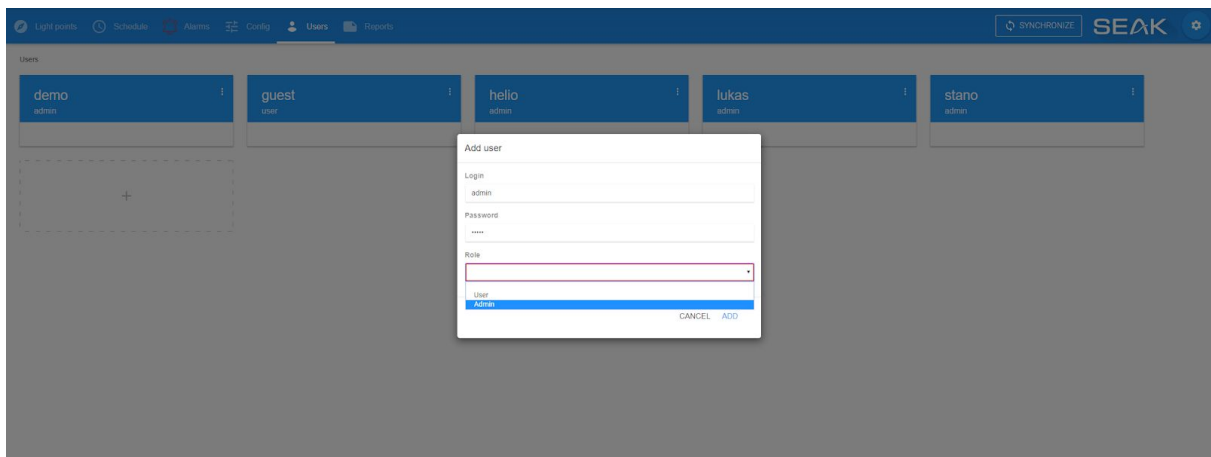 Light points Schedule Alarms Config Users Reports SYNCHRONIZE SEAK
Users
demo guest hello lukas stano
admin user admin admin admin
Add user
Login
admin
Password
•••••
Role
User
Admin
CANCEL ADD